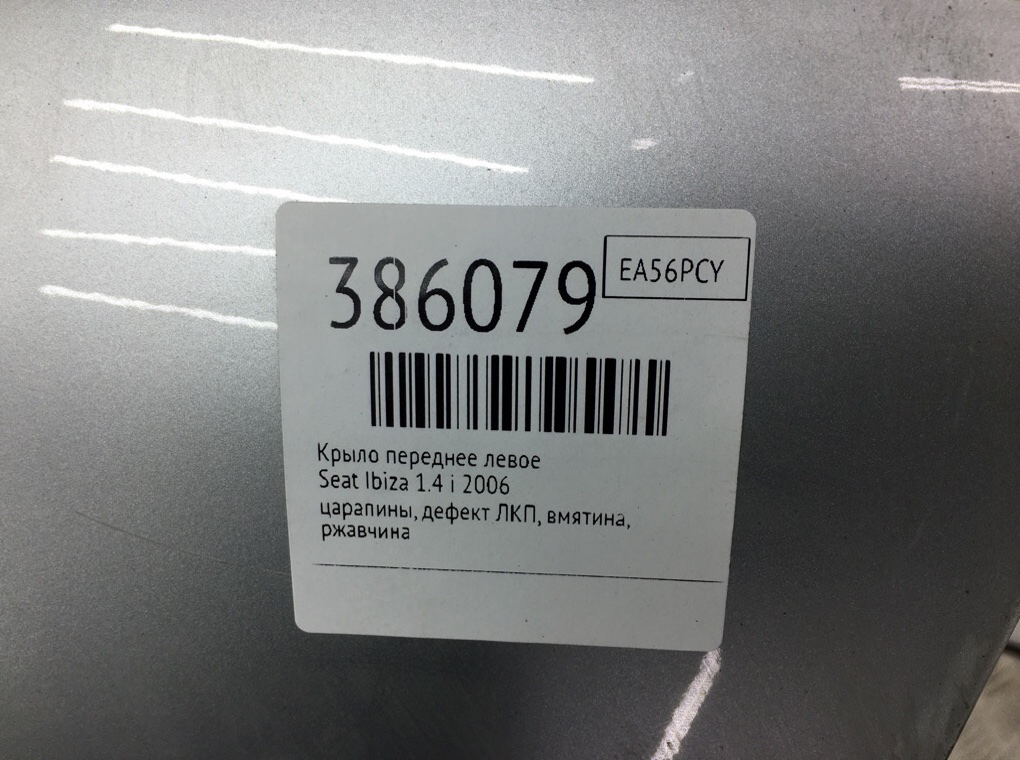 386079
EA56PCY
Крыло переднее левое
Seat Ibiza 1.4 i 2006
царапины, дефект ЛКП, вмятина,
ржавчина